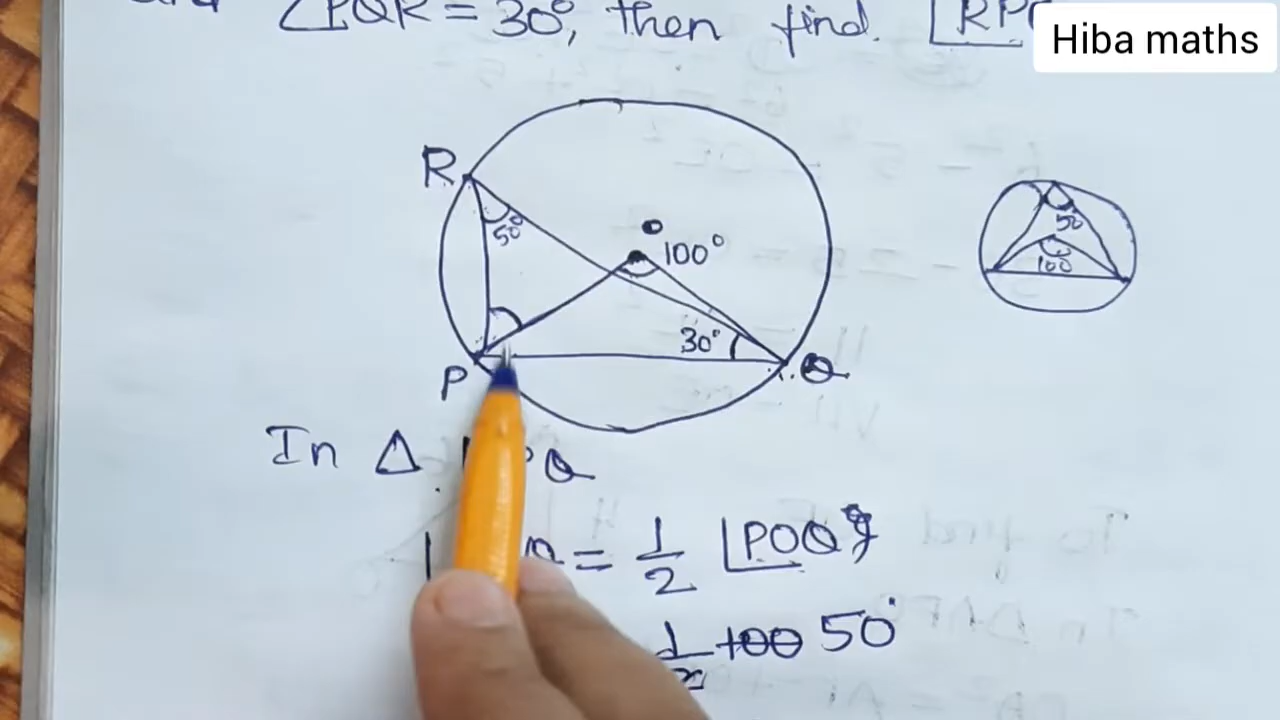 ∠PQR = 30°, then find
Hiba maths
R
50°
O
100°
30°
P
Q
50
100
In Δ
= 1/2 ∠POQ
1/2 100 50°